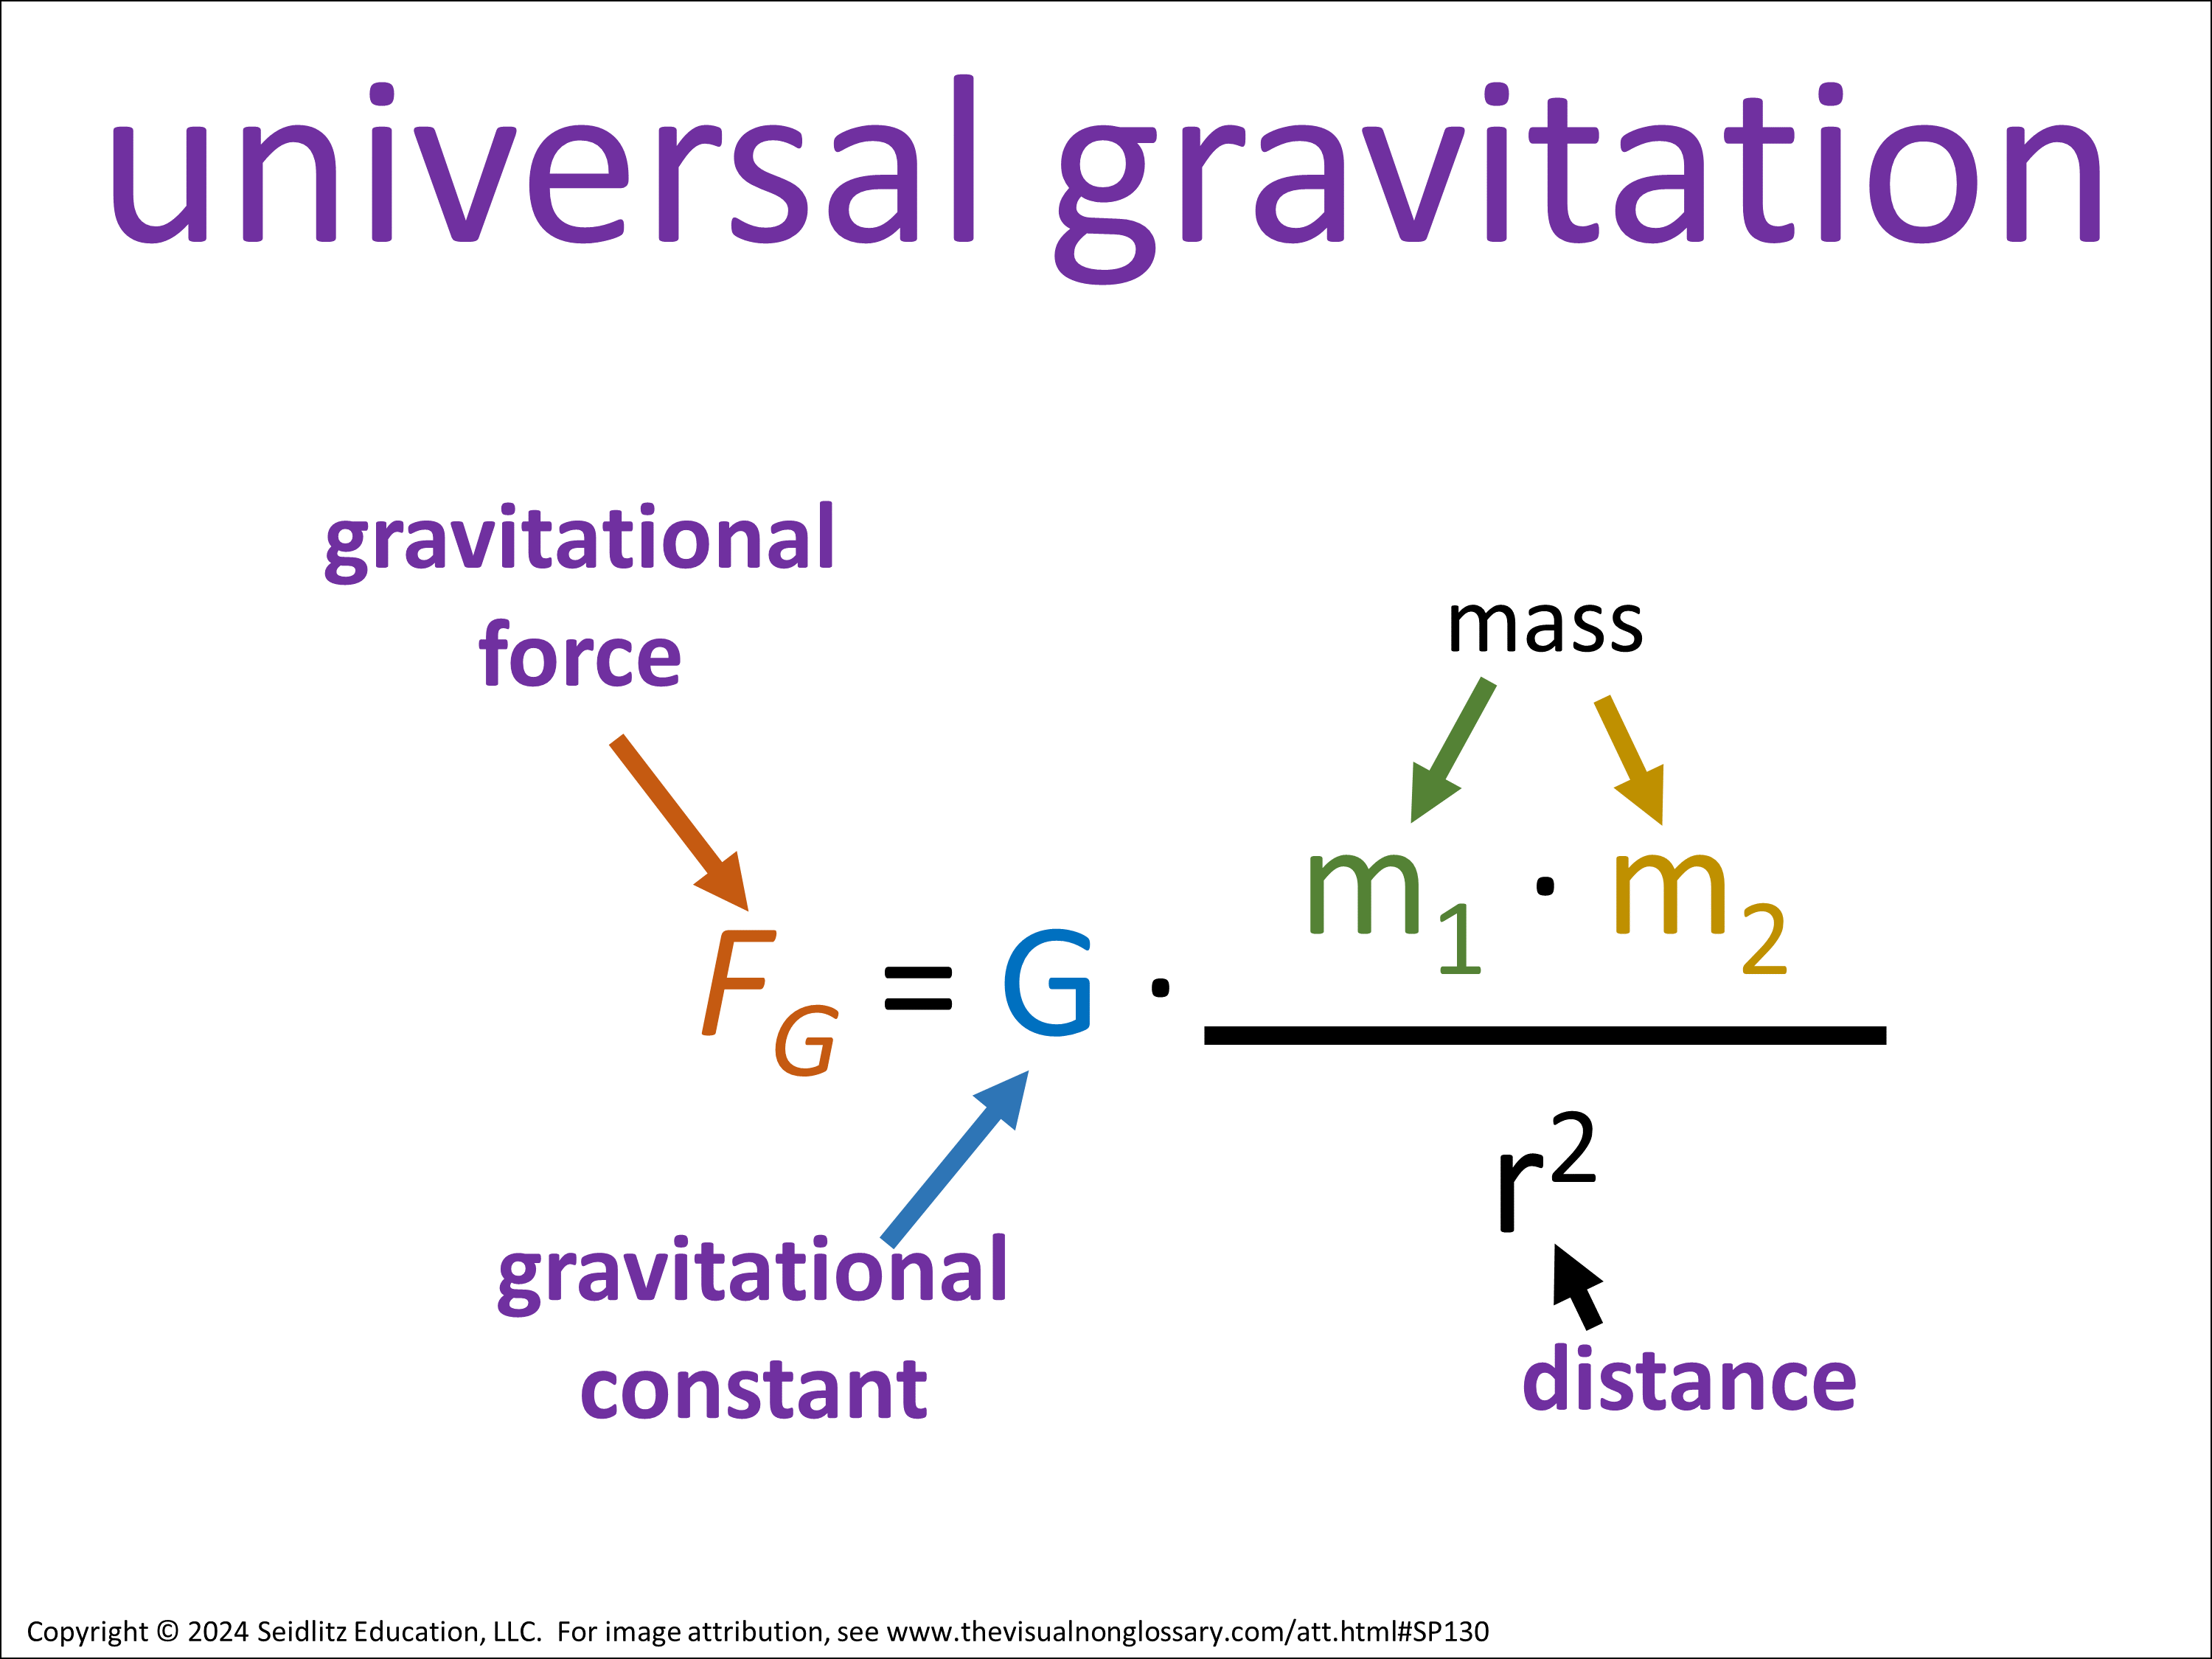 universal gravitation
gravitational
force
mass
F_G = G · (m₁ · m₂) / r²
gravitational
constant
distance
Copyright © 2024 Seidlitz Education, LLC.  For image attribution, see www.thevisualnonglossary.com/att.html#SP130